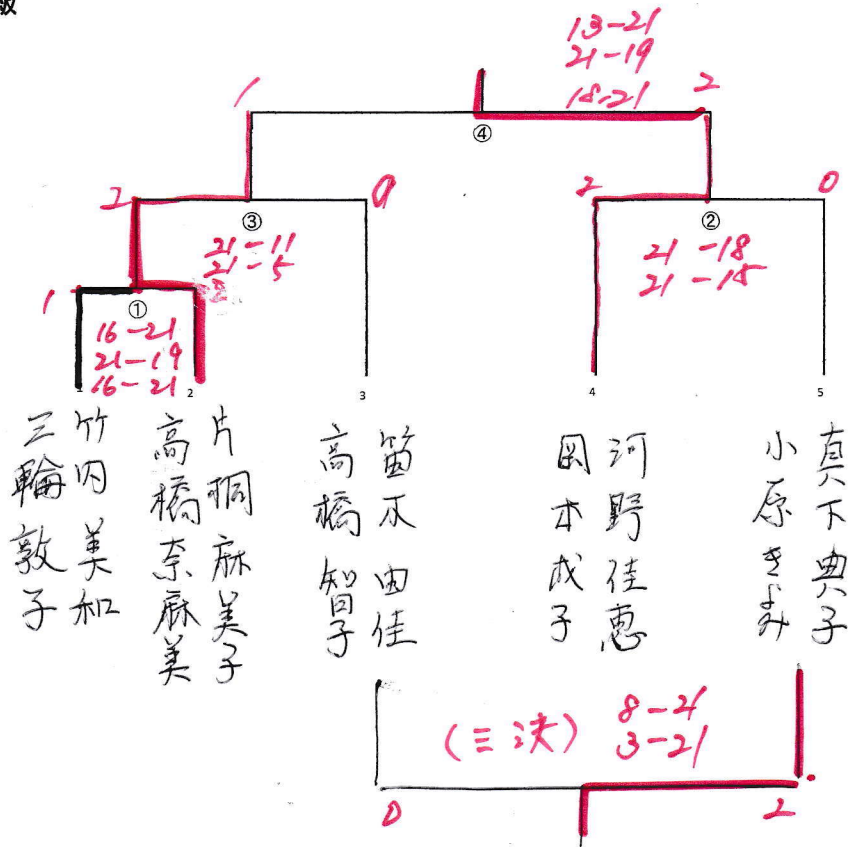 13-21
21-19
18-21
1
2
④
2
0
2
0
③
②
21-11
21-5
21-18
21-15
1
2
①
16-21
21-19
16-21
2
3
4
5
竹内美和
三輪敦子
片桐麻美子
高橋奈麻美
笛木由佳
高橋智子
河野佳恵
岡本成子
真下典子
小原きよみ
(三決)
8-21
3-21
0
2